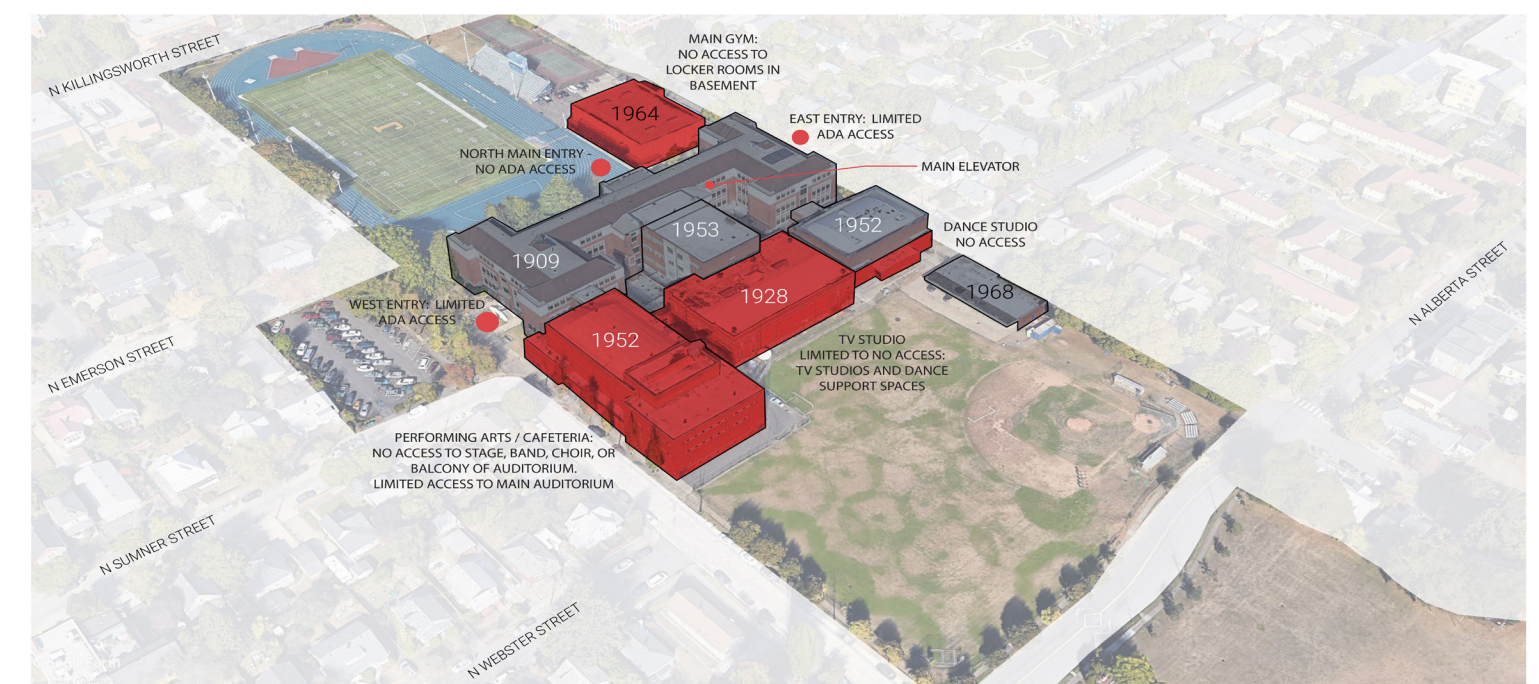 N KILLINGSWORTH STREET
MAIN GYM:
NO ACCESS TO
LOCKER ROOMS IN
BASEMENT
1964
EAST ENTRY: LIMITED
ADA ACCESS
NORTH MAIN ENTRY -
NO ADA ACCESS
MAIN ELEVATOR
1953
1952
DANCE STUDIO
NO ACCESS
1909
1928
1968
N ALBERTA STREET
WEST ENTRY: LIMITED
ADA ACCESS
1952
TV STUDIO
LIMITED TO NO ACCESS:
TV STUDIOS AND DANCE
SUPPORT SPACES
N EMERSON STREET
PERFORMING ARTS / CAFETERIA:
NO ACCESS TO STAGE, BAND, CHOIR, OR
BALCONY OF AUDITORIUM.
LIMITED ACCESS TO MAIN AUDITORIUM
N SUMNER STREET
N WEBSTER STREET